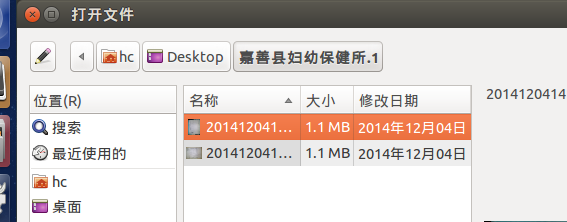 打开文件
hc Desktop 嘉善县妇幼保健所.1
位置(R) 名称 大小 修改日期 2014120414
搜索 201412041... 1.1 MB 2014年12月04日
最近使用的 201412041... 1.1 MB 2014年12月04日
hc
桌面